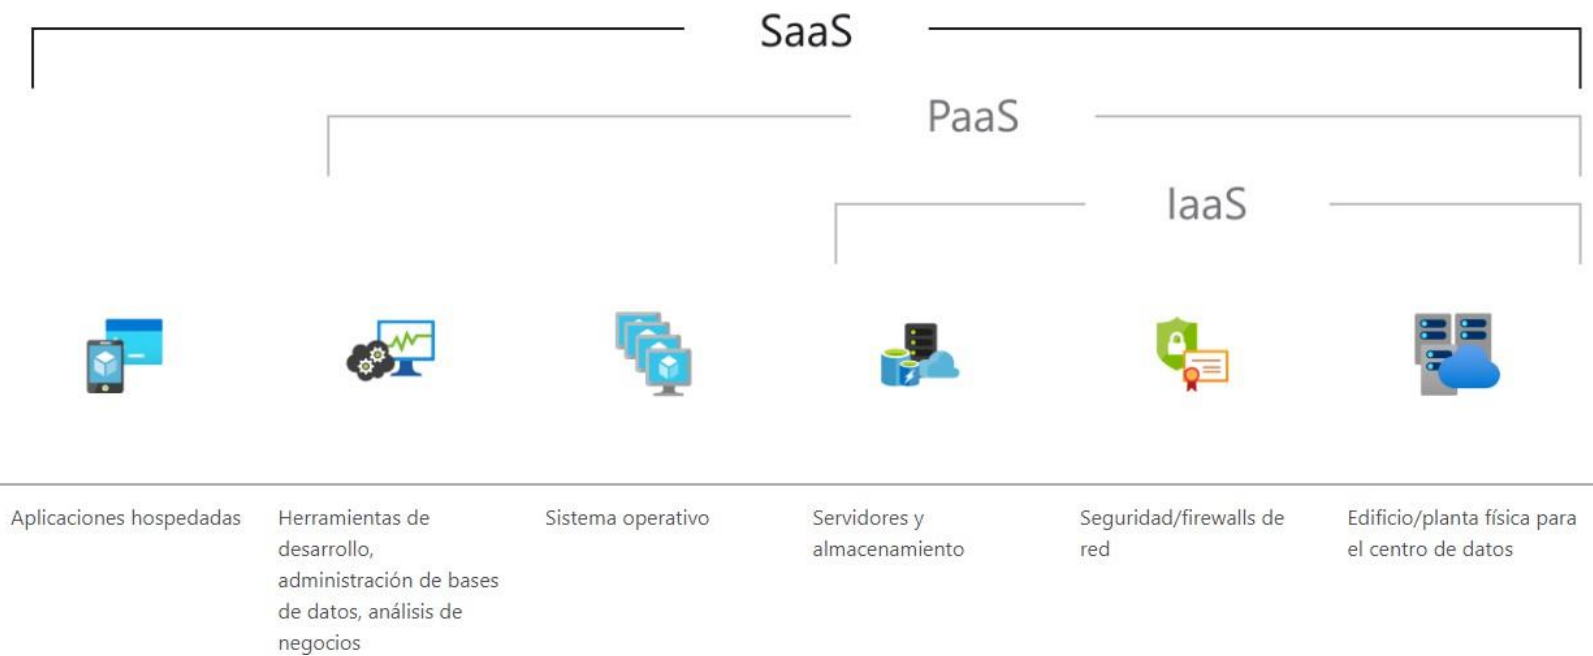 SaaS
PaaS
IaaS
Aplicaciones hospedadas
Herramientas de
desarrollo,
administración de bases
de datos, análisis de
negocios
Sistema operativo
Servidores y
almacenamiento
Seguridad/firewalls de
red
Edificio/planta física para
el centro de datos